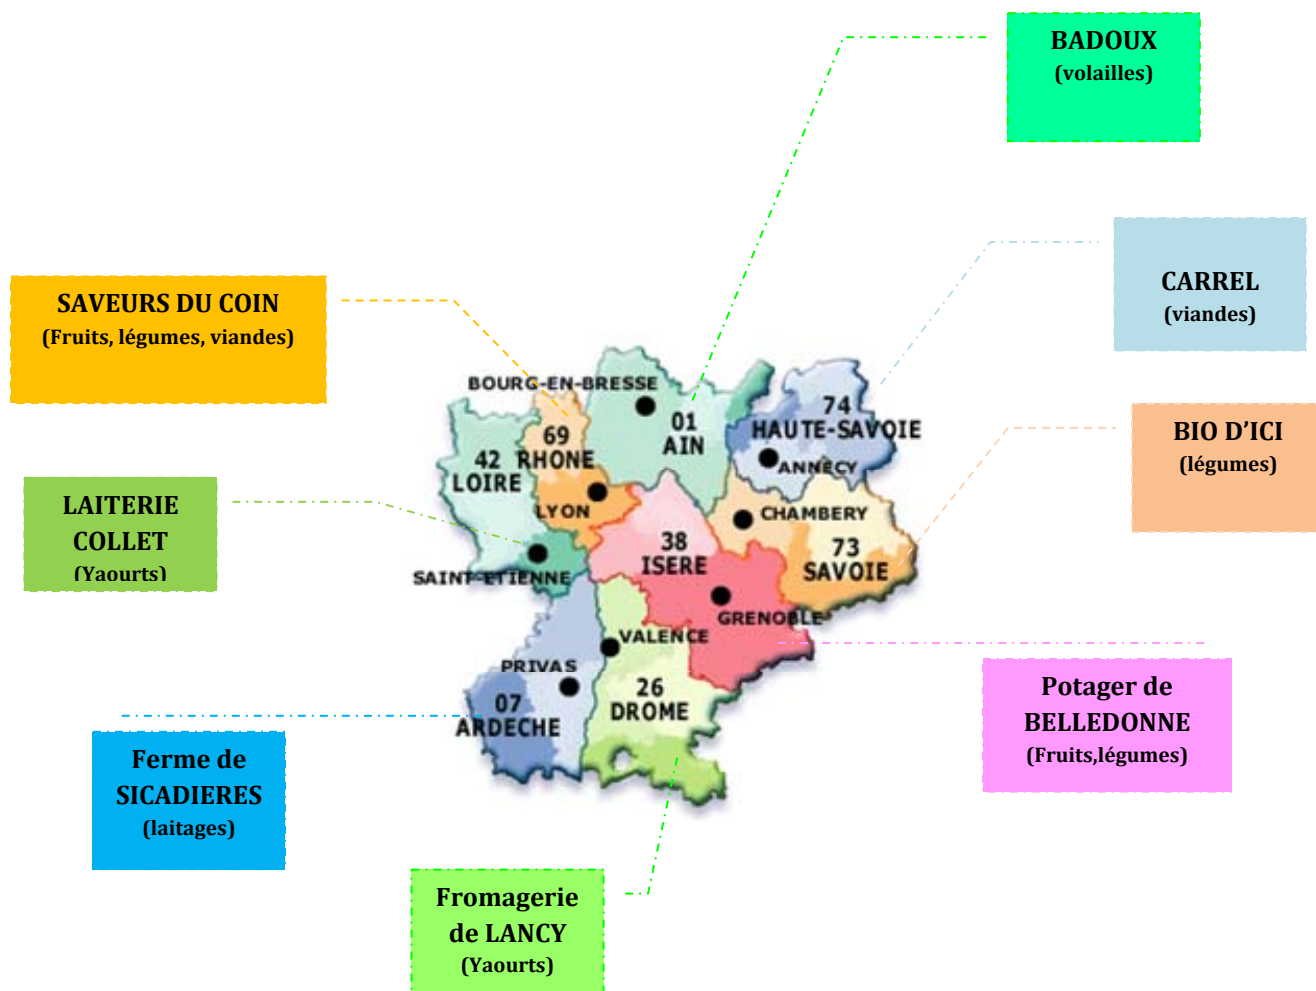 BADOUX
(volailles)
CARREL
(viandes)
SAVEURS DU COIN
(Fruits, légumes, viandes)
BIO D’ICI
(légumes)
LAITERIE
COLLET
(Yaourts)
BOURG-EN-BRESSE
01
AIN
74
HAUTE-SAVOIE
ANNECY
69
RHONE
42
LOIRE
LYON
CHAMBERY
38
ISERE
73
SAVOIE
SAINT-ETIENNE
GRENOBLE
VALENCE
PRIVAS
07
ARDECHE
26
DROME
Potager de
BELLEDONNE
(Fruits,légumes)
Ferme de
SICADIERES
(laitages)
Fromagerie
de LANCY
(Yaourts)